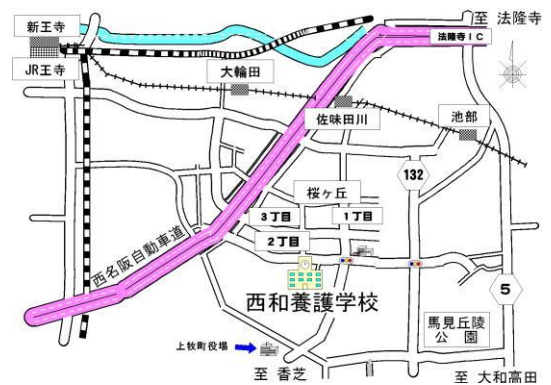 新王寺
JR王寺
至 法隆寺
法隆寺IC
大輪田
佐味田川
池部
132
桜ヶ丘
3丁目
1丁目
2丁目
西名阪自動車道
西和養護学校
5
馬見丘陵
公園
上牧町役場
至 香芝
至 大和高田